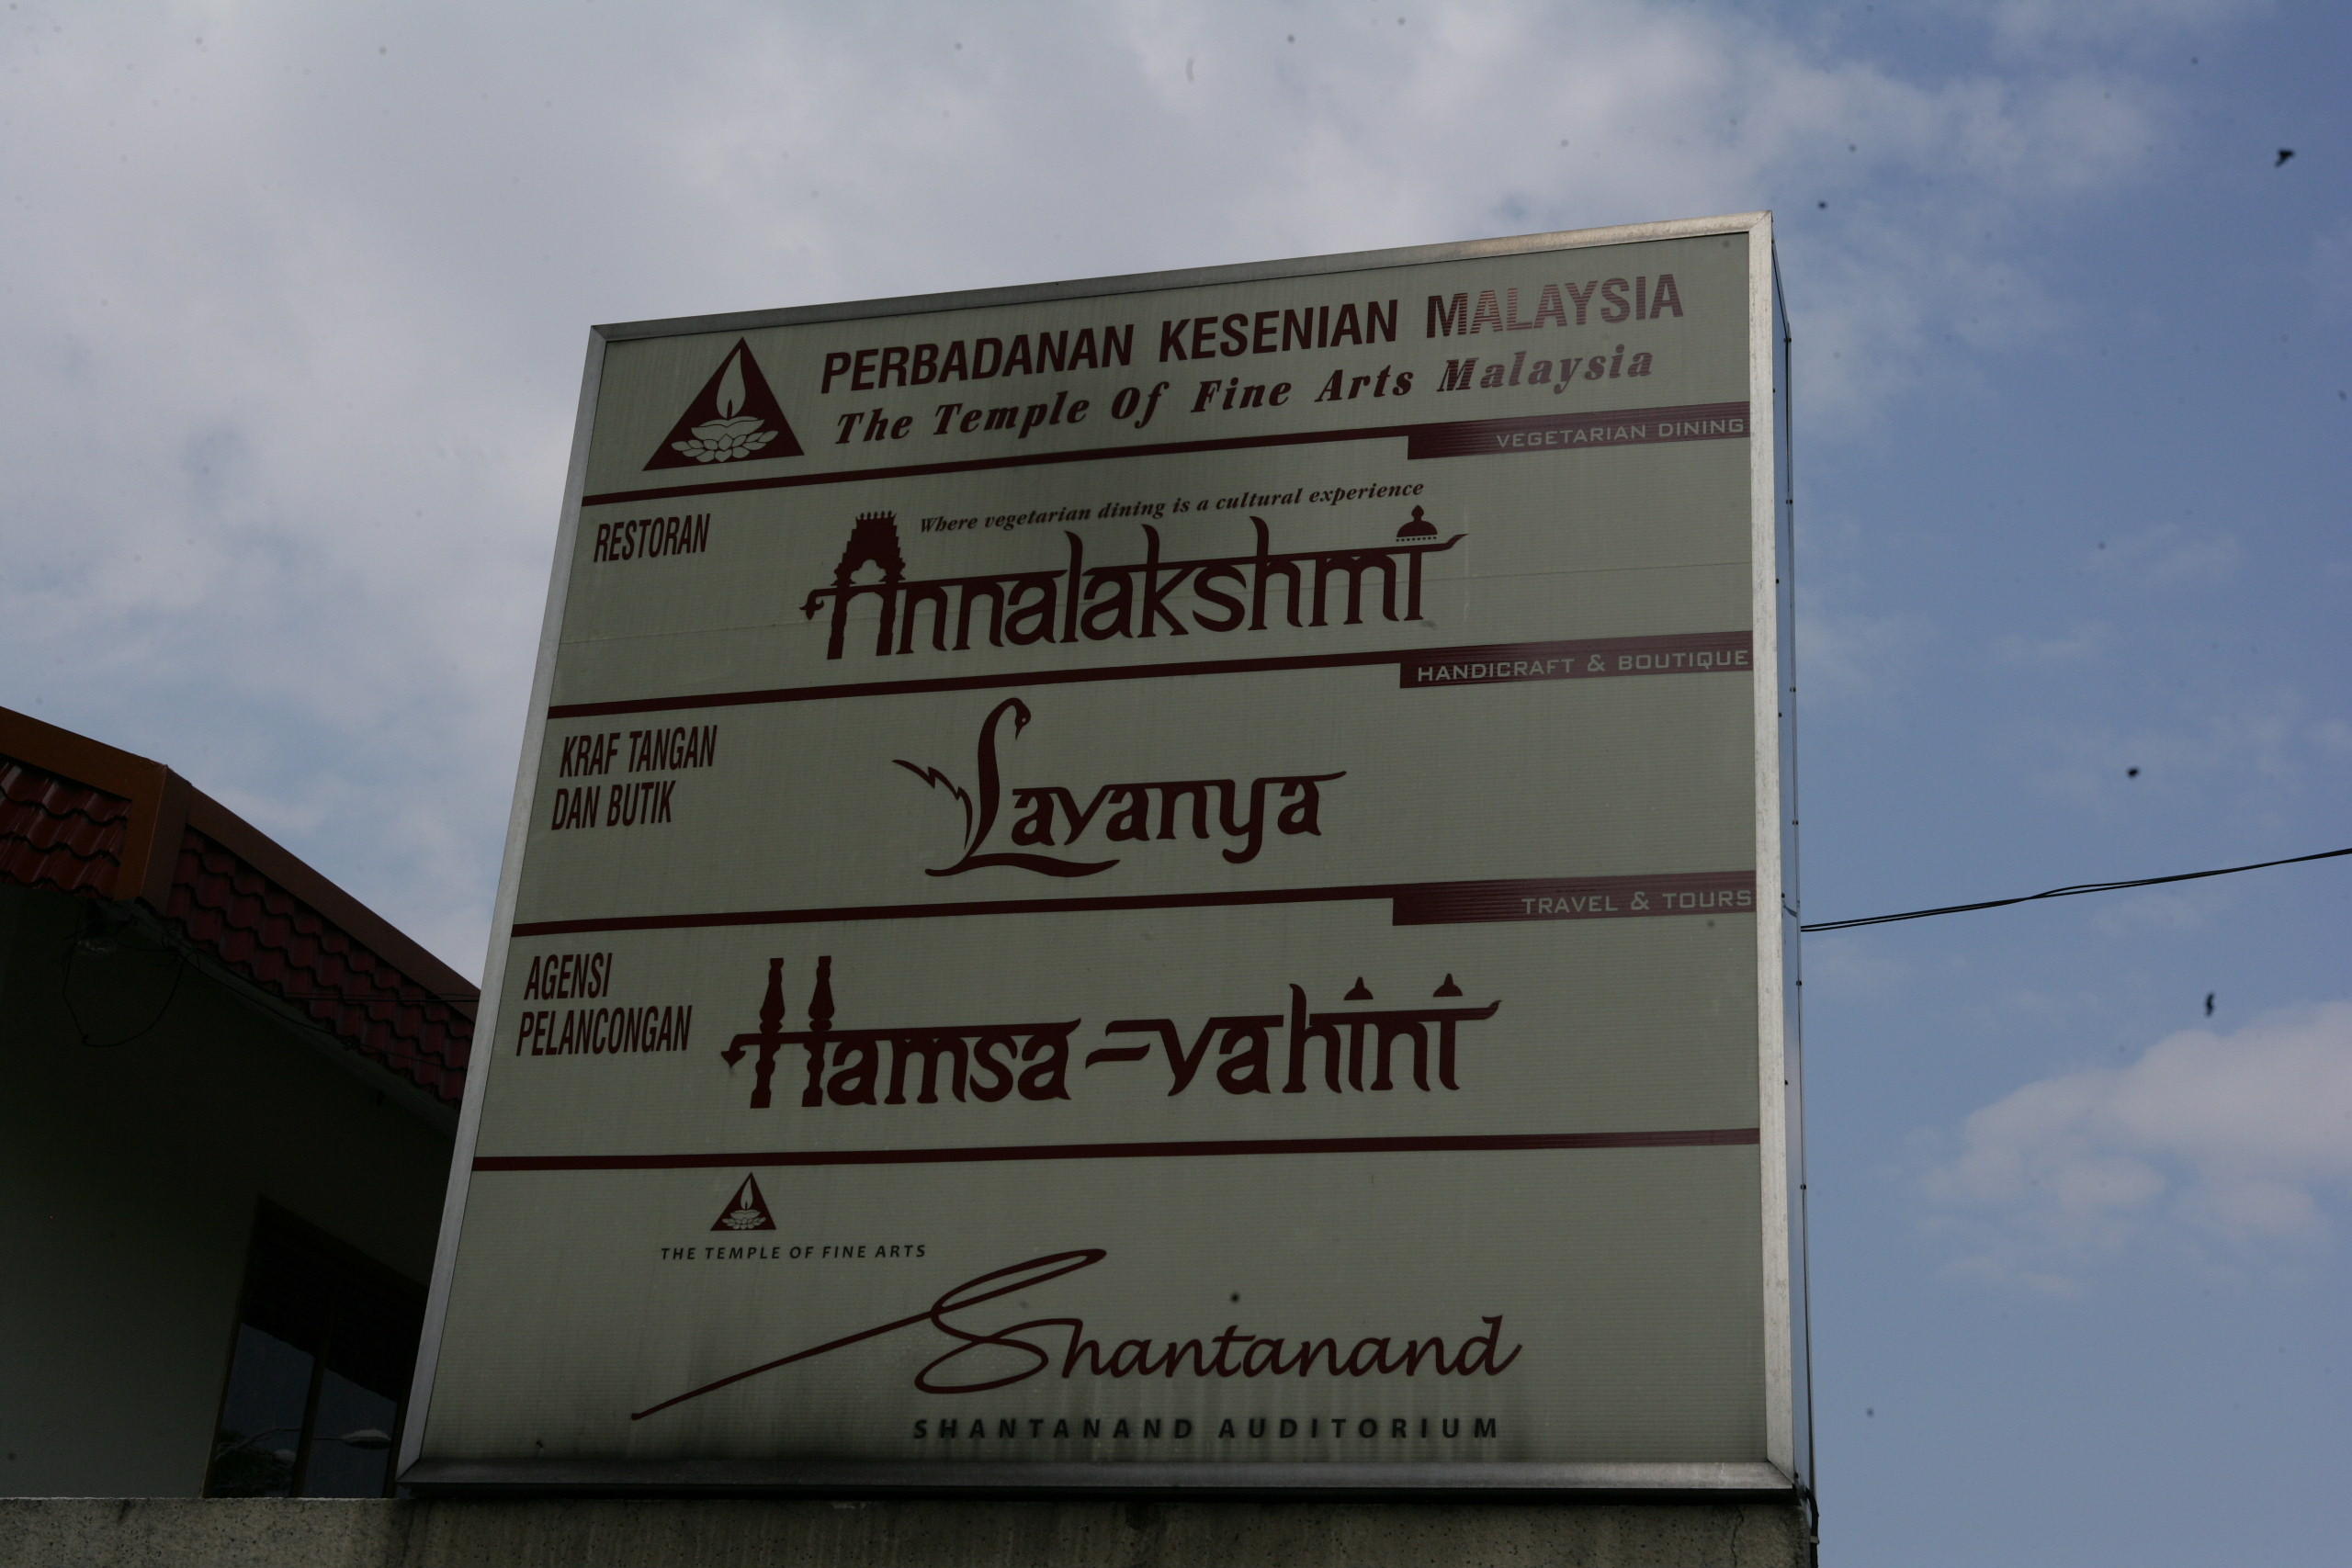 PERBADANAN KESENIAN MALAYSIA
The Temple Of Fine Arts Malaysia
VEGETARIAN DINING
RESTORAN
Where vegetarian dining is a cultural experience
Annalakshmi
HANDICRAFT & BOUTIQUE
KRAF TANGAN
DAN BUTIK
Lavanya
TRAVEL & TOURS
AGENSI
PELANCONGAN
Hamsa-vahini
THE TEMPLE OF FINE ARTS
Shantanand
SHANTANAND AUDITORIUM